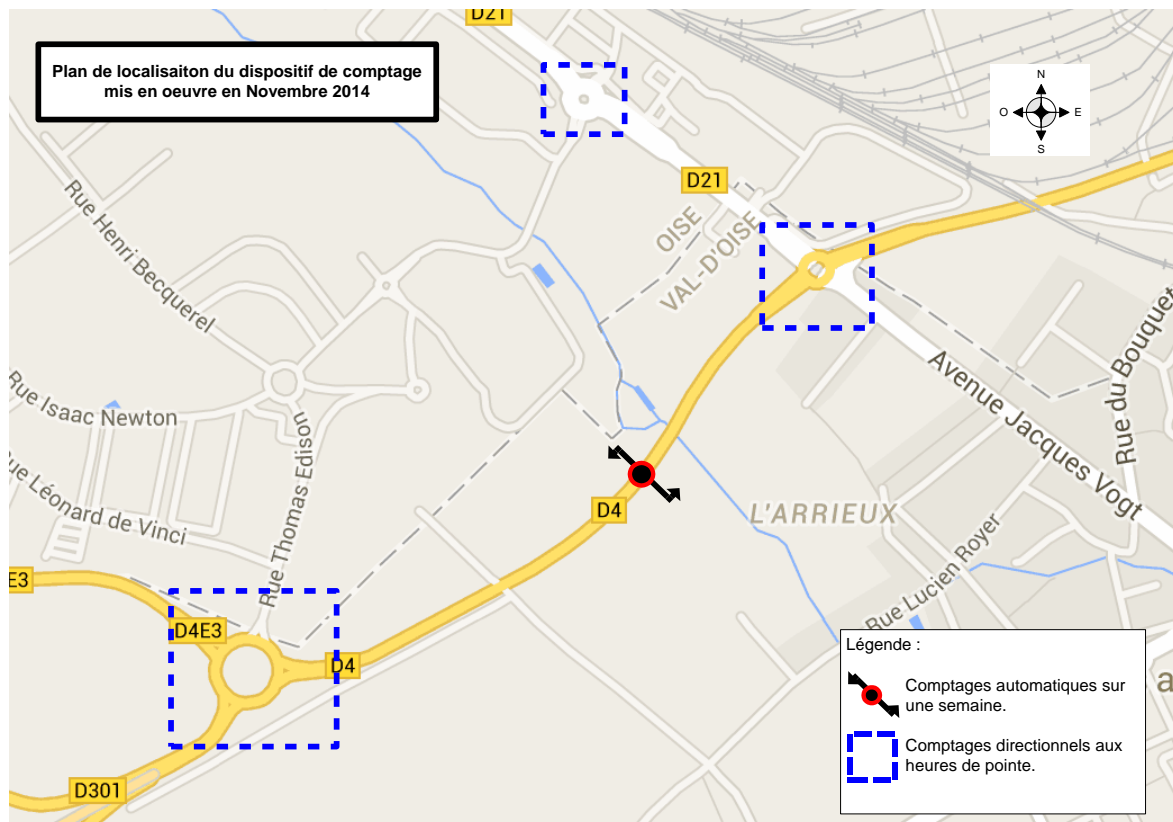 D21
Plan de localisaiton du dispositif de comptage
mis en oeuvre en Novembre 2014
N
O
E
S
D21
OISE
VAL-D'OISE
Rue Henri Becquerel
Avenue Jacques Vogt
Rue du Bouquet
Rue Isaac Newton
Rue Thomas Edison
ue Léonard de Vinci
D4
L'ARRIEUX
Rue Lucien Royer
E3
D4E3
D4
D301
a
Légende :
Comptages automatiques sur
une semaine.
Comptages directionnels aux
heures de pointe.